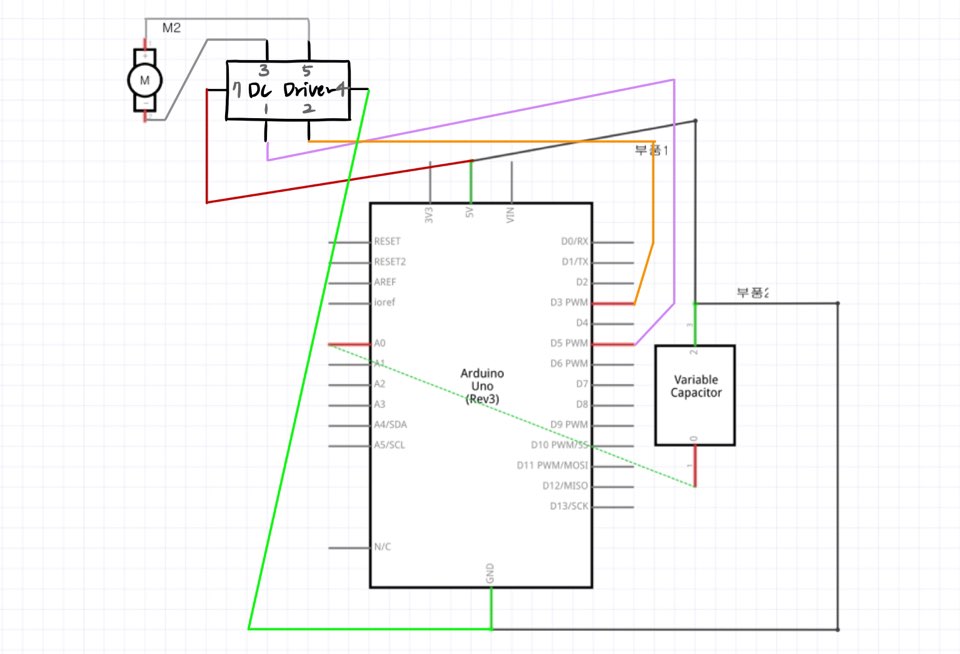 M2
M
3 5
7 Dc Driver 4
1 2
부품1
3V3
5V
VIN
RESET
RESET2
AREF
ioref
A0
A1
A2
A3
A4/SDA
A5/SCL
N/C
Arduino
Uno
(Rev3)
D0/RX
D1/TX
D2
D3 PWM
D4
D5 PWM
D6 PWM
D7
D8
D9 PWM
D10 PWM/SS
D11 PWM/MOSI
D12/MISO
D13/SCK
GND
부품2
2
Variable
Capacitor
0
1